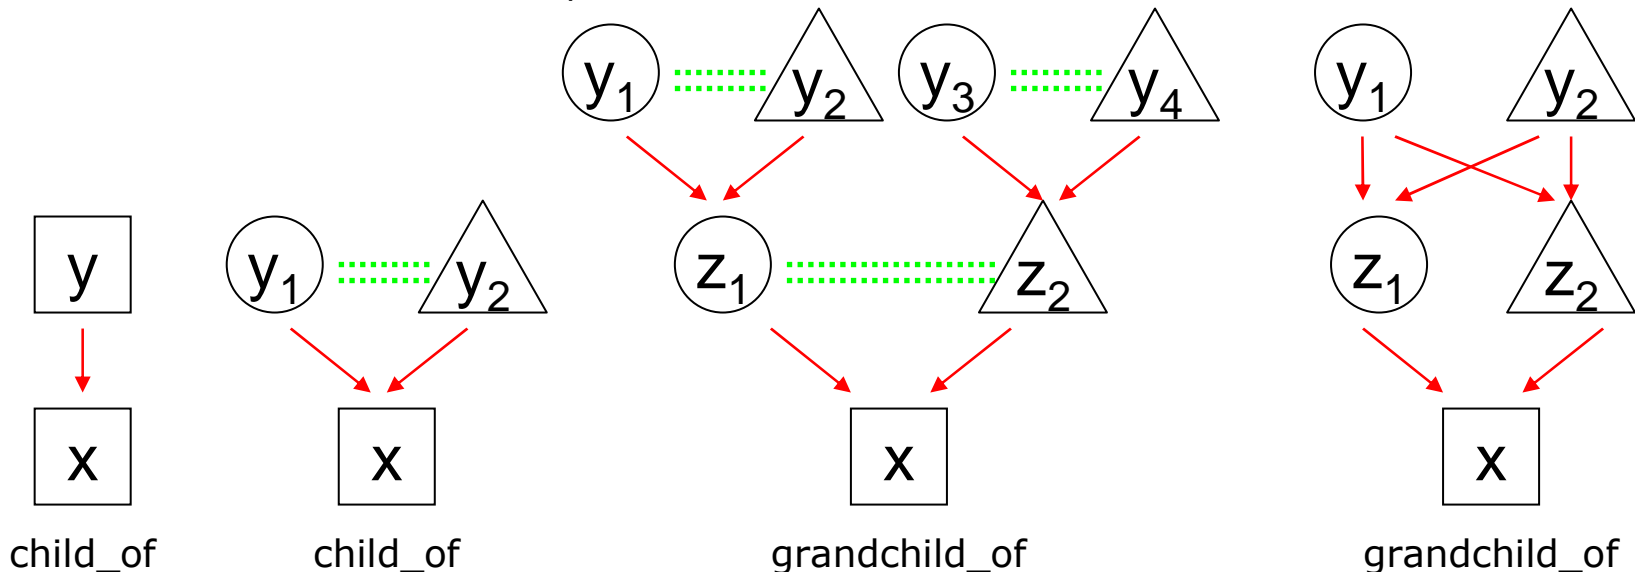 y₁ y₂ y₃ y₄ y₁ y₂
y y₁ y₂ z₁ z₂ z₁ z₂
x x x x
child_of child_of grandchild_of grandchild_of